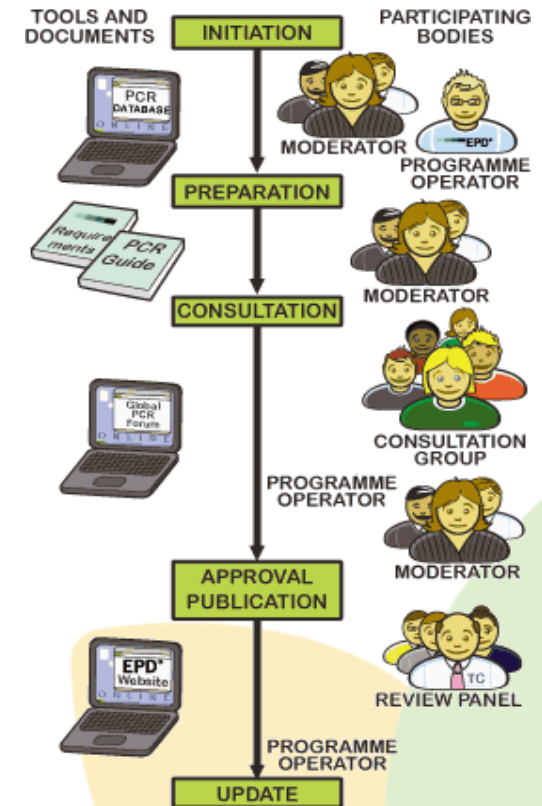 TOOLS AND
DOCUMENTS
INITIATION
PARTICIPATING
BODIES
PCR
DATABASE
ONLINE
MODERATOR
EPD®
PROGRAMME
OPERATOR
PREPARATION
Require
ments
PCR
Guide
MODERATOR
CONSULTATION
Global
PCR
Forum
ONLINE
CONSULTATION
GROUP
PROGRAMME
OPERATOR
MODERATOR
APPROVAL
PUBLICATION
EPD®
Website
ONLINE
TC
REVIEW PANEL
PROGRAMME
OPERATOR
UPDATE